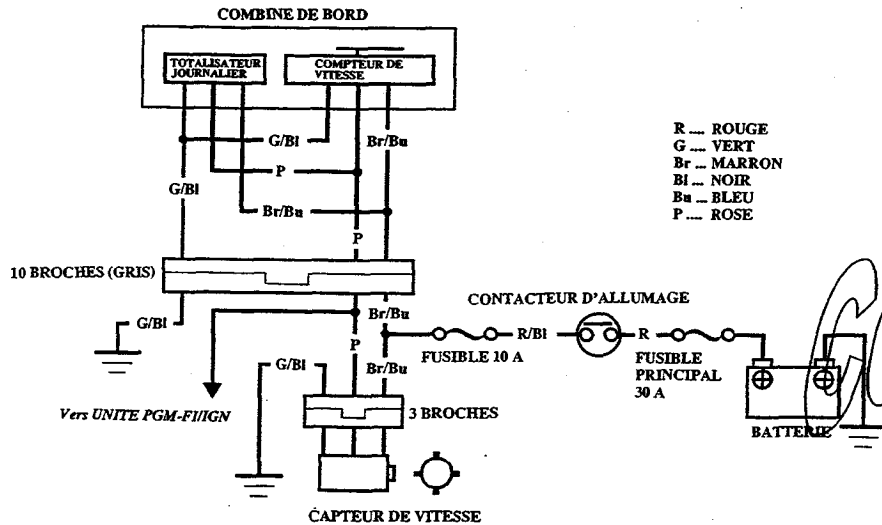 COMBINE DE BORD
TOTALISATEUR
JOURNALIER
COMPTEUR DE
VITESSE
G/Bl
Br/Bu
P
G/Bl
Br/Bu
P
R .... ROUGE
G .... VERT
Br ... MARRON
Bl ... NOIR
Bu ... BLEU
P .... ROSE
10 BROCHES (GRIS)
CONTACTEUR D'ALLUMAGE
G/Bl
Br/Bu
R/Bl
R
FUSIBLE 10 A
FUSIBLE
PRINCIPAL
30 A
P
G/Bl
Br/Bu
Vers UNITE PGM-FI/IGN
3 BROCHES
BATTERIE
CAPTEUR DE VITESSE